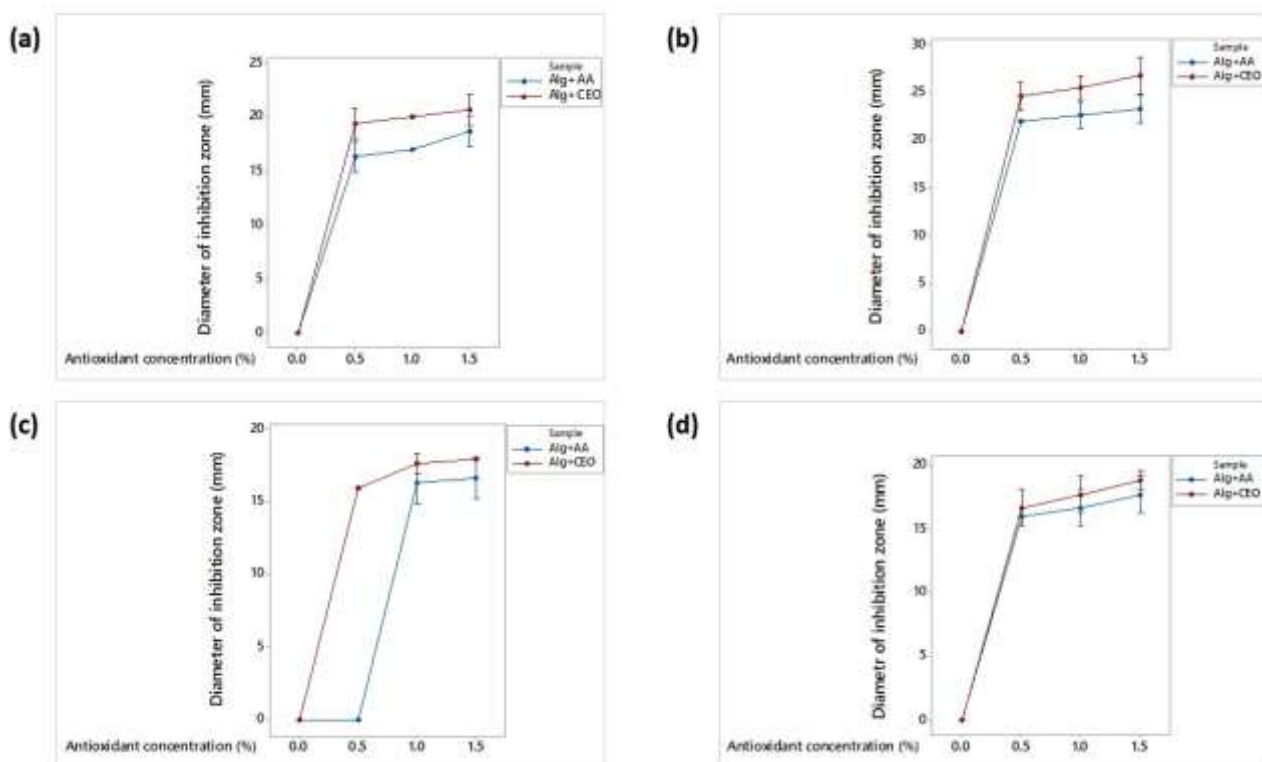 (a)
Diameter of inhibition zone (mm)
25
20
15
10
5
0
Sample
Alg+AA
Alg+CEO
Antioxidant concentration (%)
0.0 0.5 1.0 1.5
(b)
Diameter of inhibition zone (mm)
30
25
20
15
10
5
0
Sample
Alg+AA
Alg+CEO
Antioxidant concentration (%)
0.0 0.5 1.0 1.5
(c)
Diameter of inhibition zone (mm)
20
15
10
5
0
Sample
Alg+AA
Alg+CEO
Antioxidant concentration (%)
0.0 0.5 1.0 1.5
(d)
Diametr of inhibition zone (mm)
20
15
10
5
0
Sample
Alg+AA
Alg+CEO
Antioxidant concentration (%)
0.0 0.5 1.0 1.5